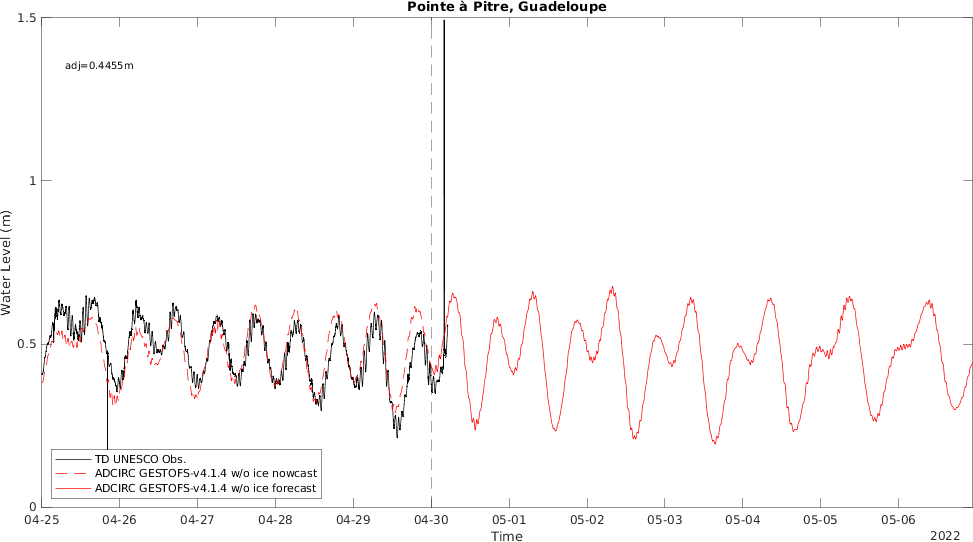 Pointe à Pitre, Guadeloupe
adj=0.4455m
Water Level (m)
1.5
1
0.5
0
TD UNESCO Obs.
ADCIRC GESTOFS-v4.1.4 w/o ice nowcast
ADCIRC GESTOFS-v4.1.4 w/o ice forecast
04-25 04-26 04-27 04-28 04-29 04-30 05-01 05-02 05-03 05-04 05-05 05-06
Time
2022